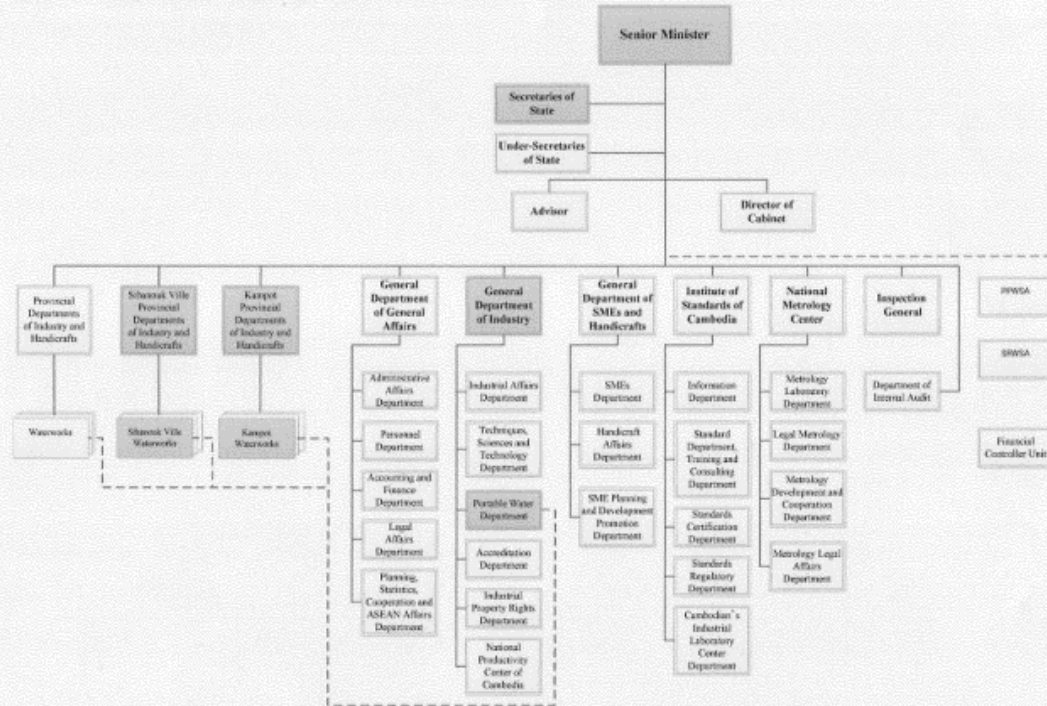 Senior Minister
Secretaries of
State
Under-Secretaries
of State
Advisor
Director of
Cabinet
Provincial
Departments
of Industry and
Handicrafts
Sihanouk Ville
Provincial
Departments
of Industry and
Handicrafts
Kampot
Provincial
Departments
of Industry and
Handicrafts
General
Department
of General
Affairs
General
Department
of Industry
General
Department of
SMEs and
Handicrafts
Institute of
Standards of
Cambodia
National
Metrology
Center
Inspection
General
PPWSA
SRWSA
Financial
Controller Unit
Waterworks
Sihanouk Ville
Waterworks
Kampot
Waterworks
Administrative
Affairs
Department
Personnel
Department
Accounting and
Finance
Department
Legal
Affairs
Department
Planning,
Statistics,
Cooperation and
ASEAN Affairs
Department
Industrial Affairs
Department
Techniques,
Sciences and
Technology
Department
Portable Water
Department
Accreditation
Department
Industrial
Property Rights
Department
National
Productivity
Center of
Cambodia
SMEs
Department
Handicraft
Affairs
Department
SME Planning
and Development
Promotion
Department
Information
Department
Standard
Department,
Training and
Consulting
Department
Standards
Certification
Department
Standards
Regulatory
Department
Cambodian`s
Industrial
Laboratory
Center
Department
Metrology
Laboratory
Department
Legal Metrology
Department
Metrology
Development and
Cooperation
Department
Metrology Legal
Affairs
Department
Department of
Internal Audit